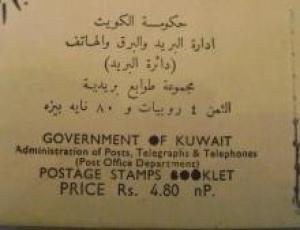 حكومة الكويت
ادارة البريد والبرق والهاتف
(دائرة البريد)
مجموعة طوابع بريدية
الثمن ٤ روبيات و ٨٠ نايه بيزه
GOVERNMENT OF KUWAIT
Administration of Posts, Telegraphs & Telephones
(Post Office Department)
POSTAGE STAMPS BOOKLET
PRICE Rs. 4.80 nP.